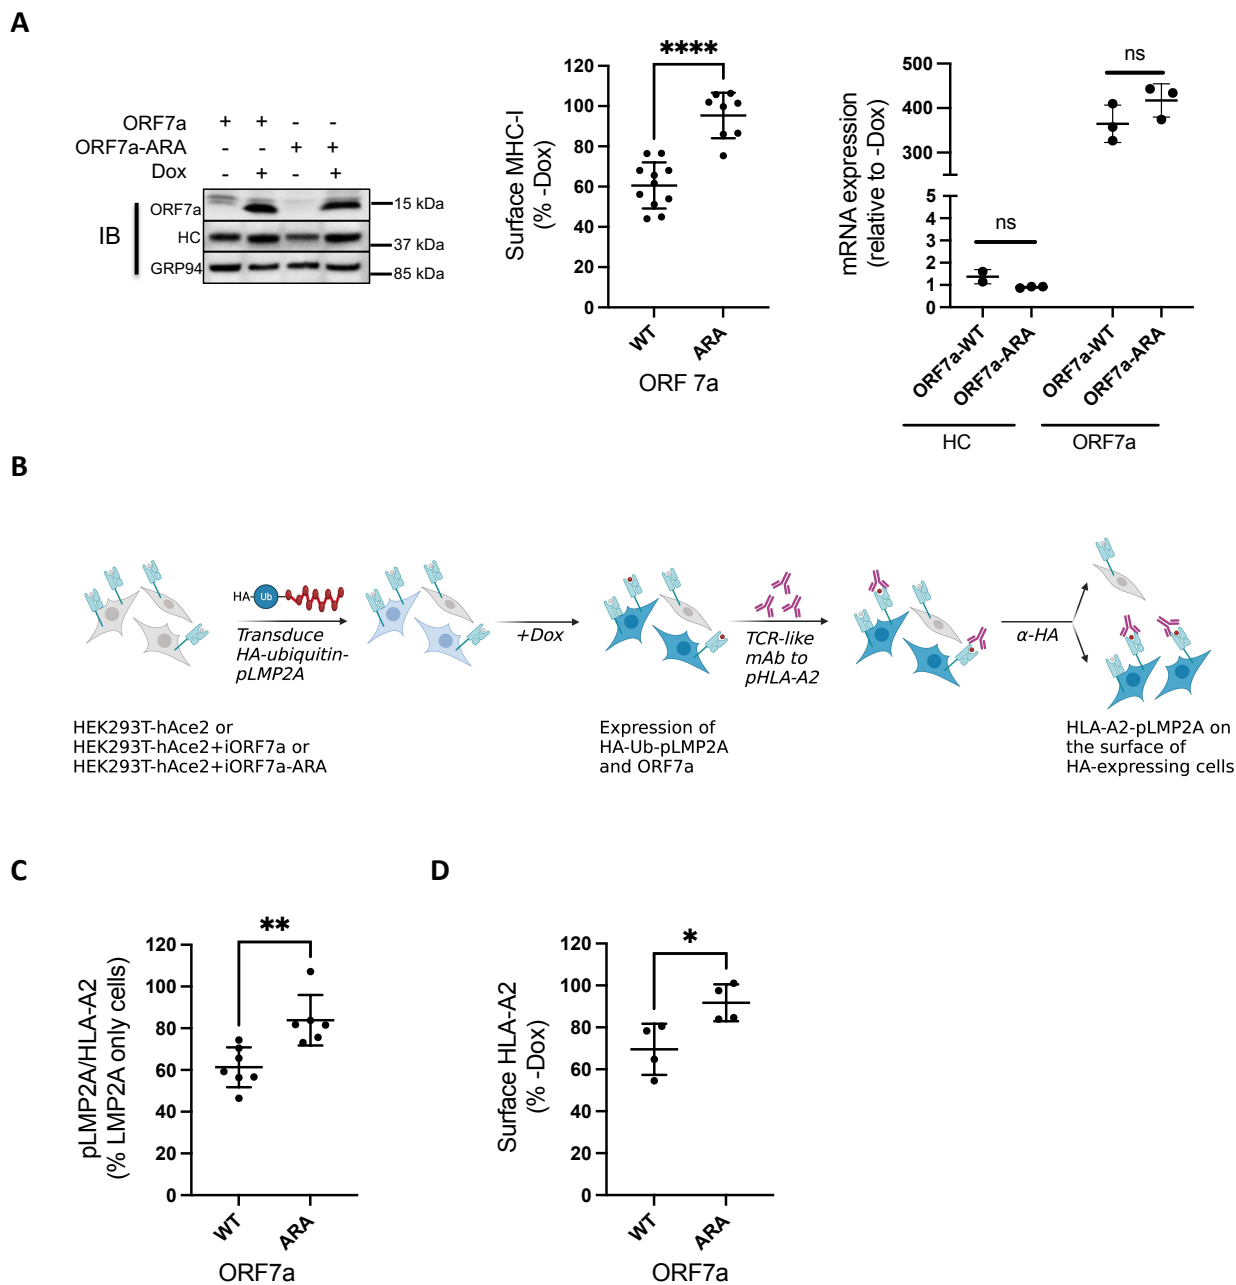 A
ORF7a + + - -
ORF7a-ARA - - + +
Dox - + - +
IB
ORF7a
HC
GRP94
15 kDa
37 kDa
85 kDa
Surface MHC-I
(% -Dox)
120
100
80
60
40
20
0
****
WT
ARA
ORF 7a
mRNA expression
(relative to -Dox)
500
400
300
5
4
3
2
1
0
ns
ns
ORF7a-WT
ORF7a-ARA
ORF7a-WT
ORF7a-ARA
HC
ORF7a
B
HA-
Ub
Transduce
HA-ubiquitin-
pLMP2A
+Dox
TCR-like
mAb to
pHLA-A2
α-HA
HEK293T-hAce2 or
HEK293T-hAce2+iORF7a or
HEK293T-hAce2+iORF7a-ARA
Expression of
HA-Ub-pLMP2A
and ORF7a
HLA-A2-pLMP2A on
the surface of
HA-expressing cells
C
pLMP2A/HLA-A2
(% LMP2A only cells)
120
100
80
60
40
20
0
**
WT
ARA
ORF7a
D
Surface HLA-A2
(% -Dox)
120
100
80
60
40
20
0
*
WT
ARA
ORF7a